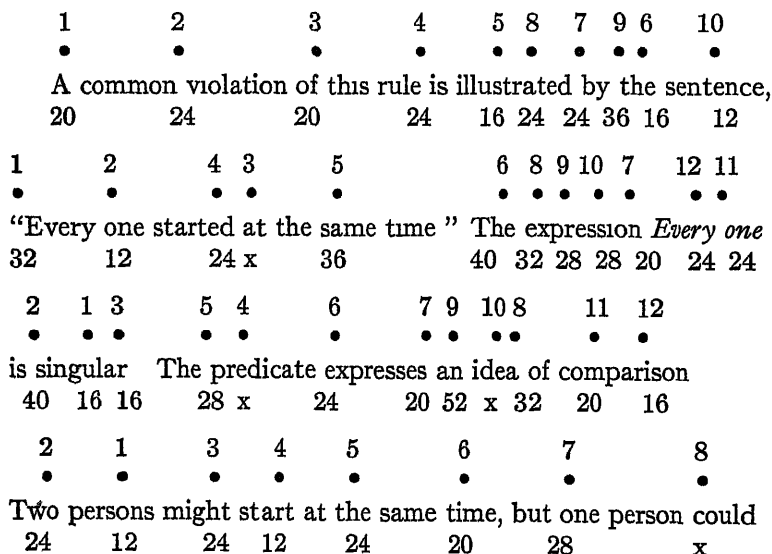 1 2 3 4 5 8 7 9 6 10
A common vıolation of this rule is illustrated by the sentence,
20 24 20 24 16 24 24 36 16 12
1 2 4 3 5 6 8 9 10 7 12 11
“Every one started at the same tıme ” The expressıon Every one
32 12 24 x 36 40 32 28 28 20 24 24
2 1 3 5 4 6 7 9 10 8 11 12
is singular The predicate expresses an idea of comparison
40 16 16 28 x 24 20 52 x 32 20 16
2 1 3 4 5 6 7 8
Two persons might start at the same time, but one person could
24 12 24 12 24 20 28 x